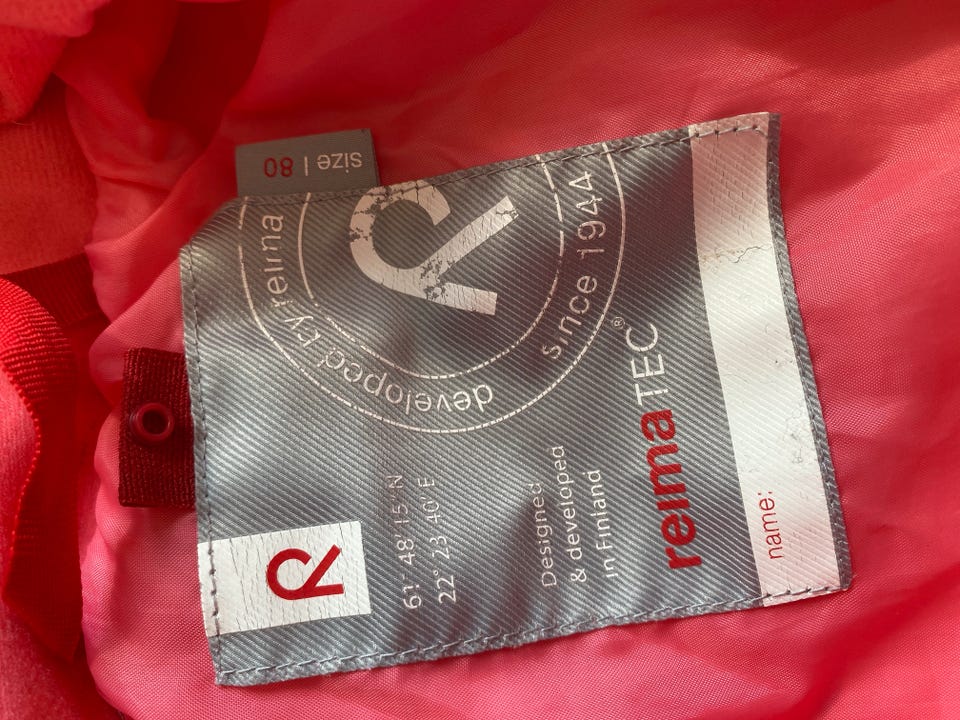 size | 80
R
developed by reima
since 1944
R
61° 48' 15" N
22° 23' 40" E
Designed
& developed
in Finland
reimaTEC®
name: